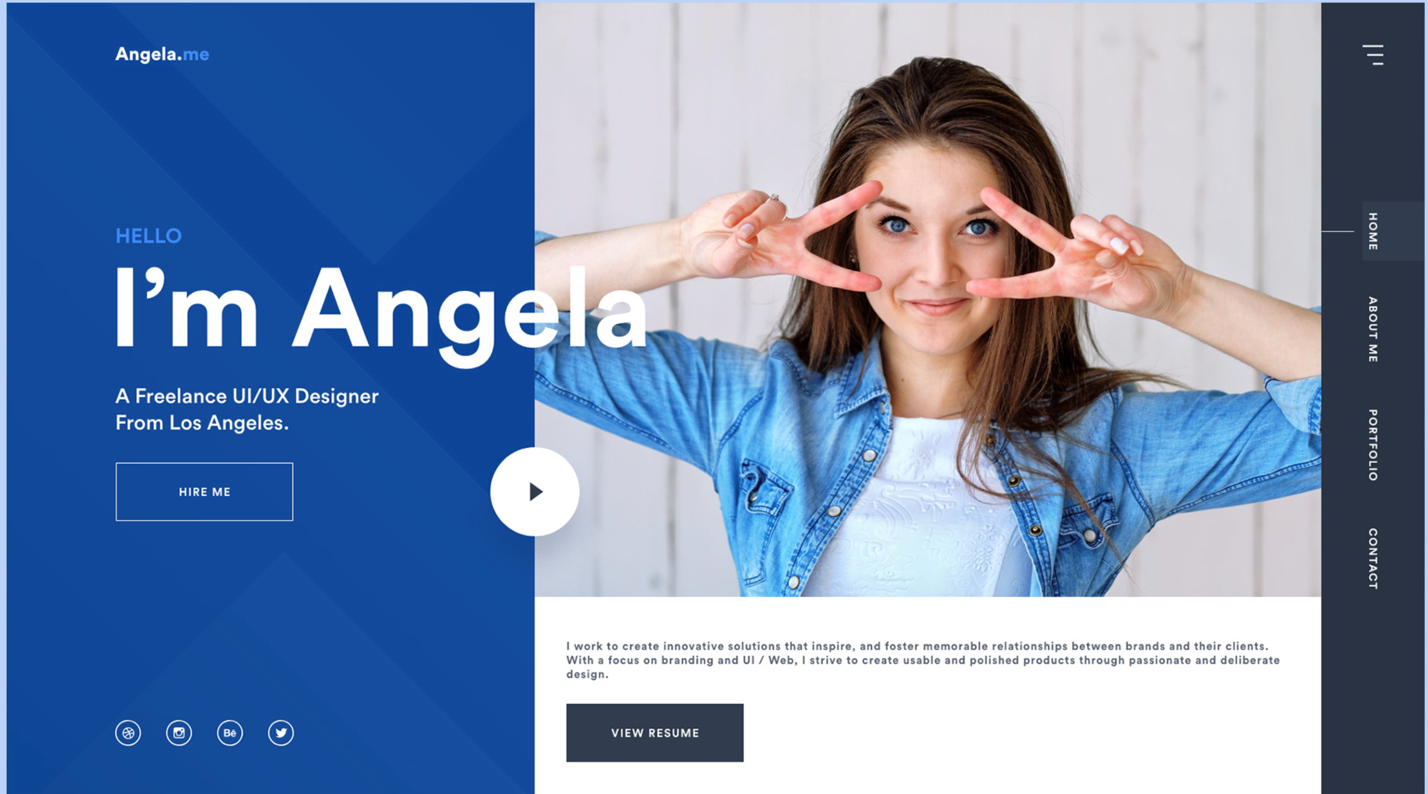 Angela.me
HELLO
I’m Angela
A Freelance UI/UX Designer
From Los Angeles.
HIRE ME
Bē
I work to create innovative solutions that inspire, and foster memorable relationships between brands and their clients.
With a focus on branding and UI / Web, I strive to create usable and polished products through passionate and deliberate
design.
VIEW RESUME
HOME
ABOUT ME
PORTFOLIO
CONTACT